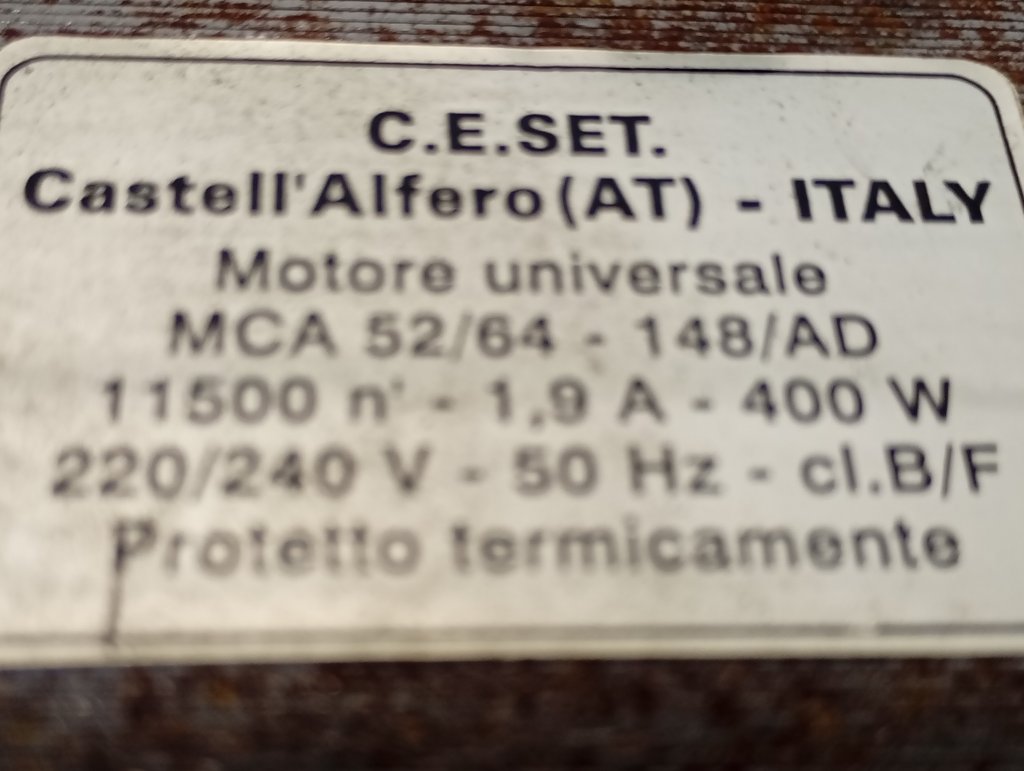 C.E.SET.
Castell'Alfero (AT) - ITALY
Motore universale
MCA 52/64 - 148/AD
11500 n' - 1,9 A - 400 W
220/240 V - 50 Hz - cl.B/F
Protetto termicamente